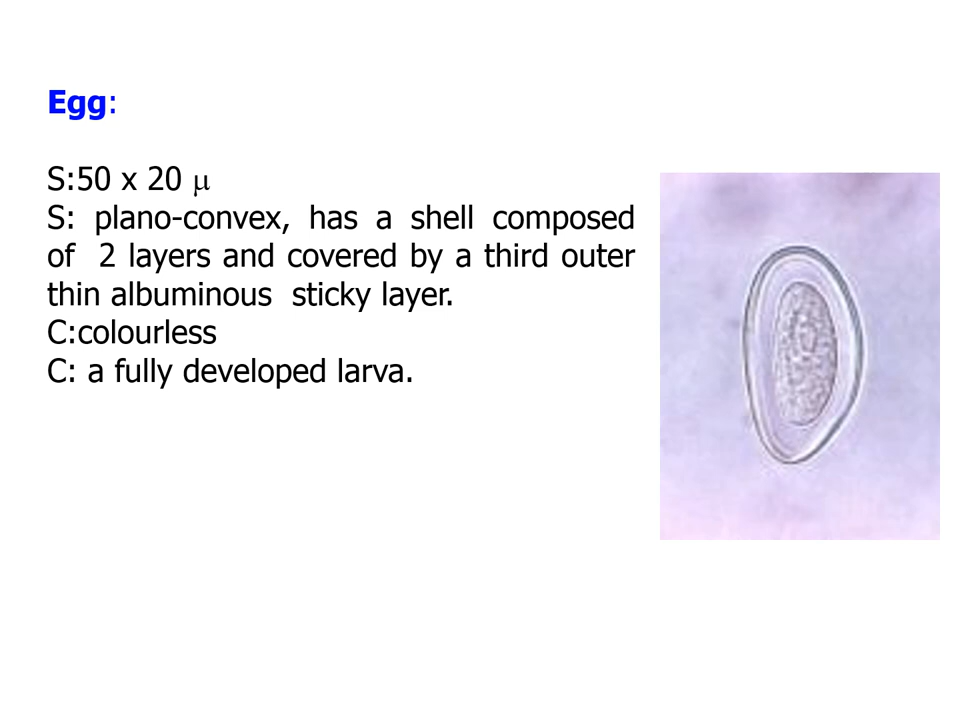 Egg:
S:50 x 20 μ
S: plano-convex, has a shell composed
of 2 layers and covered by a third outer
thin albuminous sticky layer.
C:colourless
C: a fully developed larva.